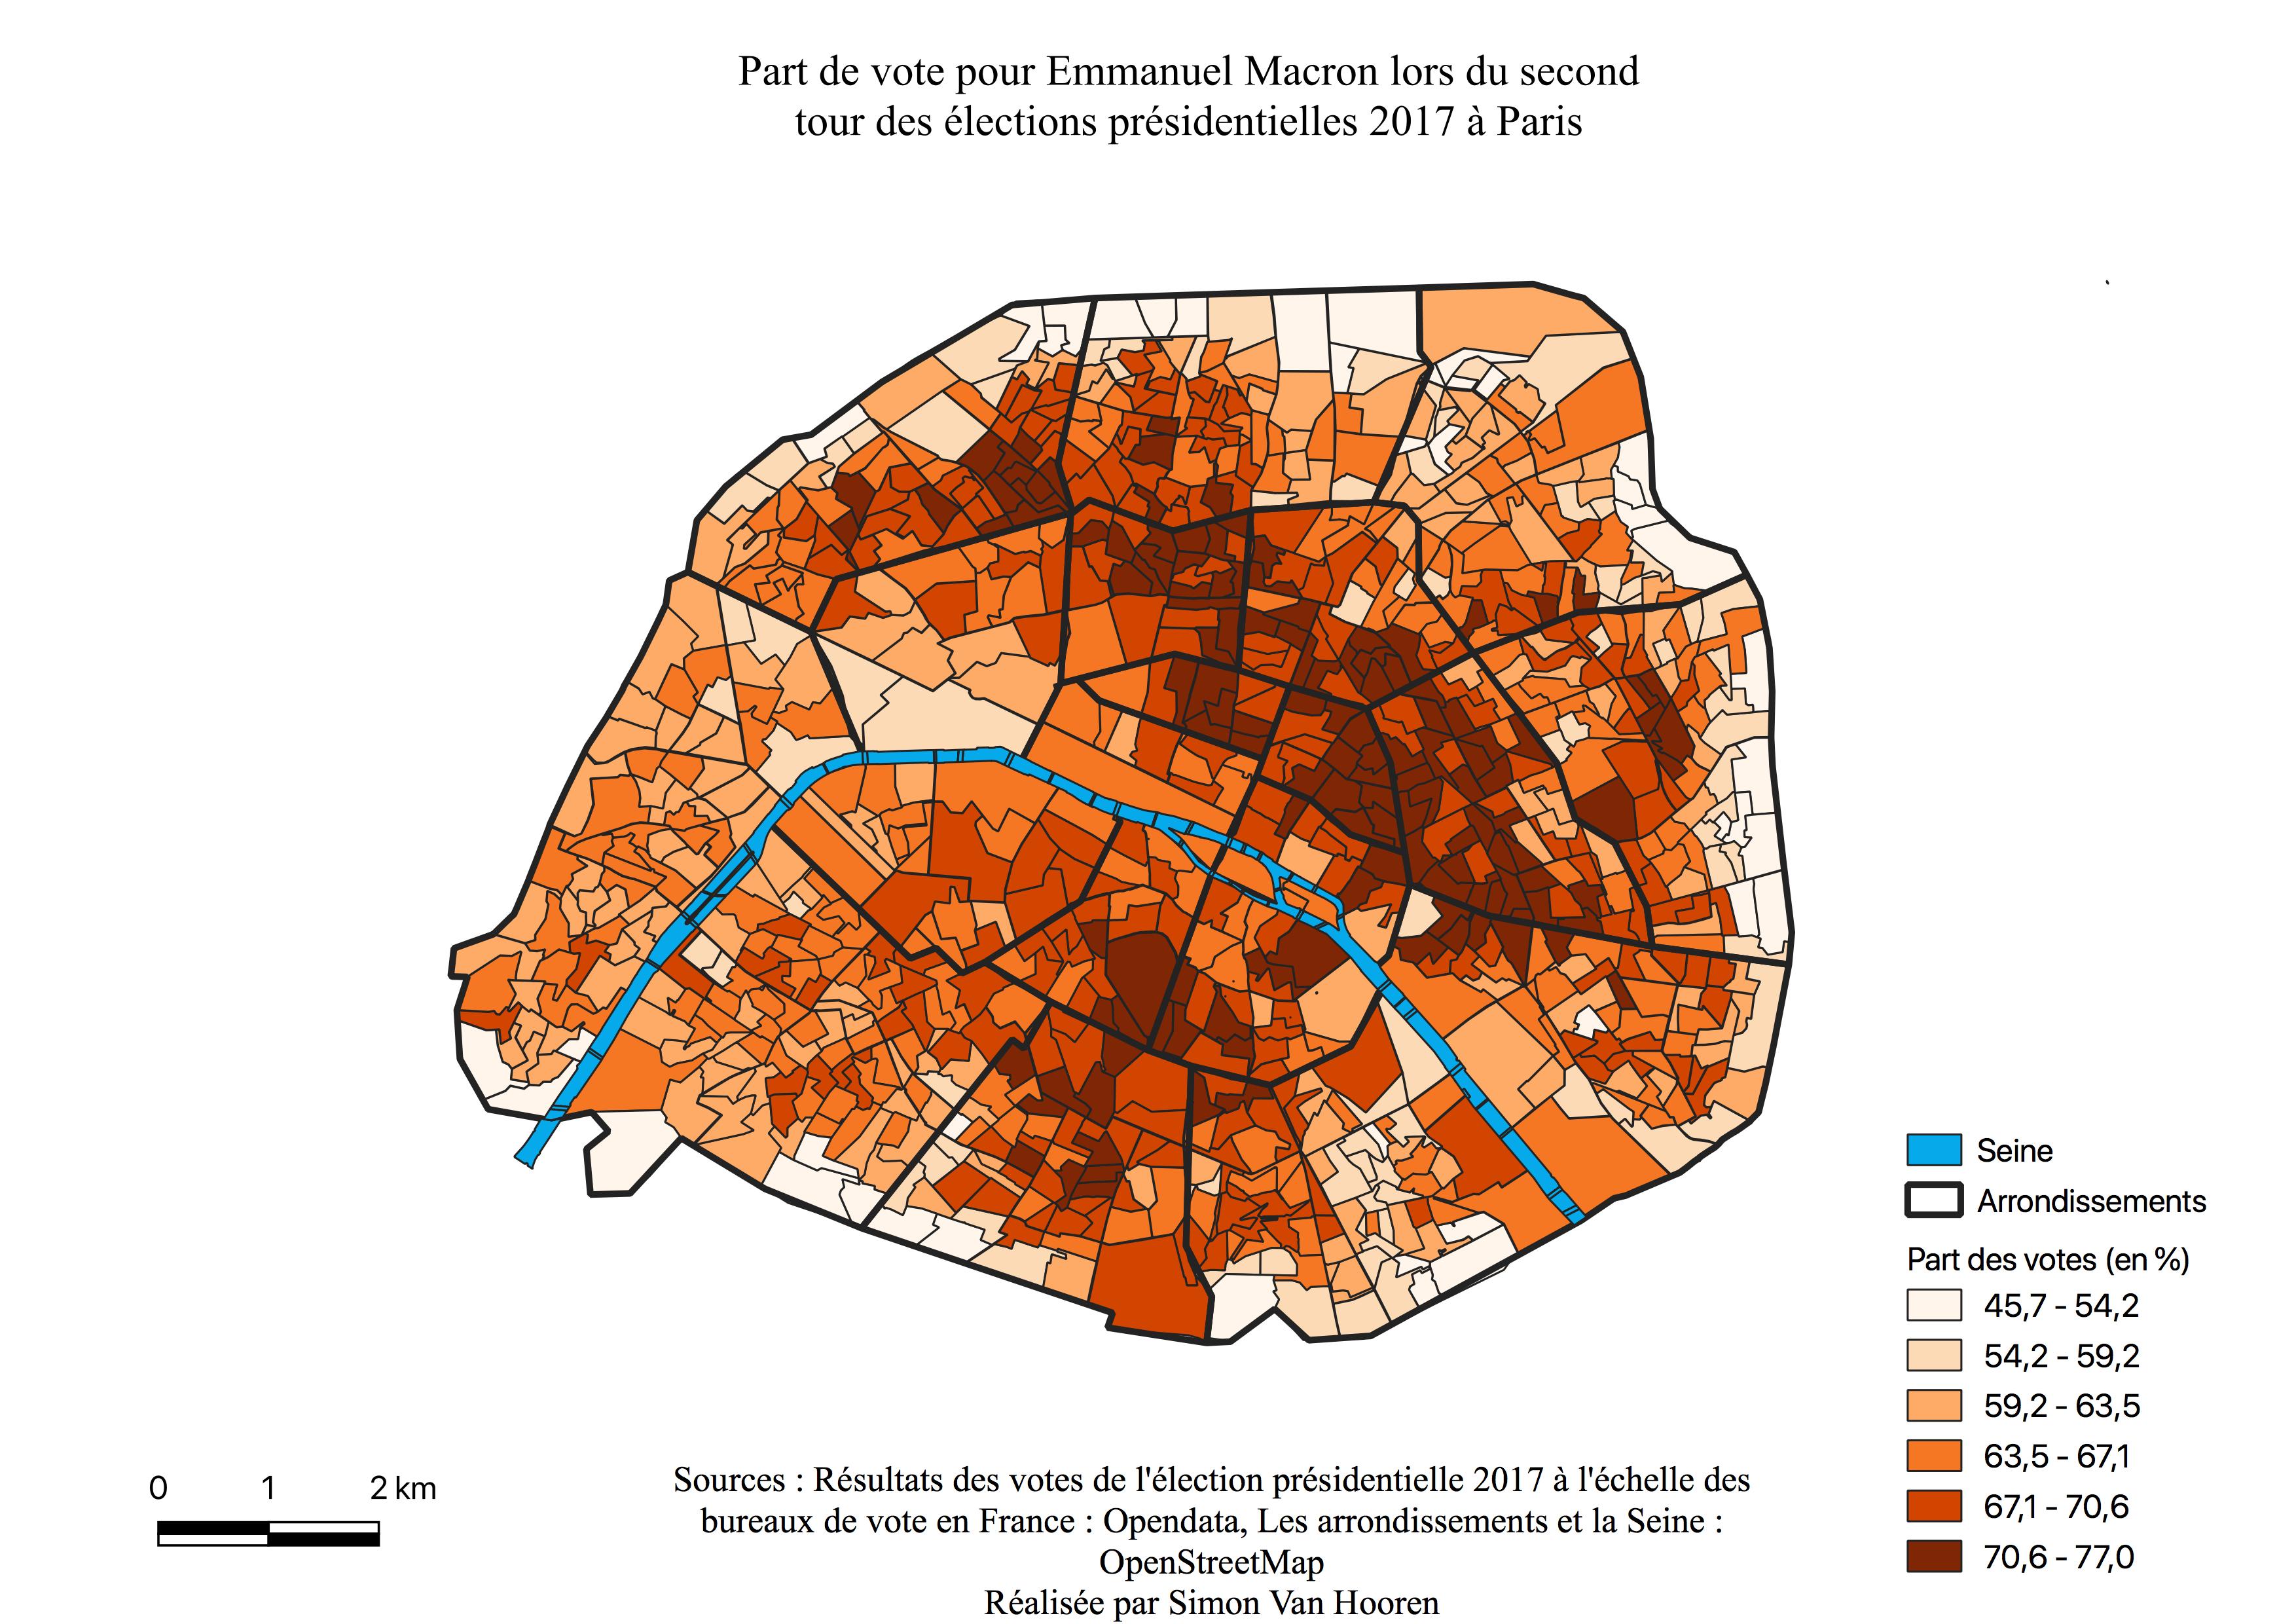 Part de vote pour Emmanuel Macron lors du second
tour des élections présidentielles 2017 à Paris
Seine
Arrondissements
Part des votes (en %)
45,7 - 54,2
54,2 - 59,2
59,2 - 63,5
63,5 - 67,1
67,1 - 70,6
70,6 - 77,0
0 1 2 km
Sources : Résultats des votes de l'élection présidentielle 2017 à l'échelle des
bureaux de vote en France : Opendata, Les arrondissements et la Seine :
OpenStreetMap
Réalisée par Simon Van Hooren